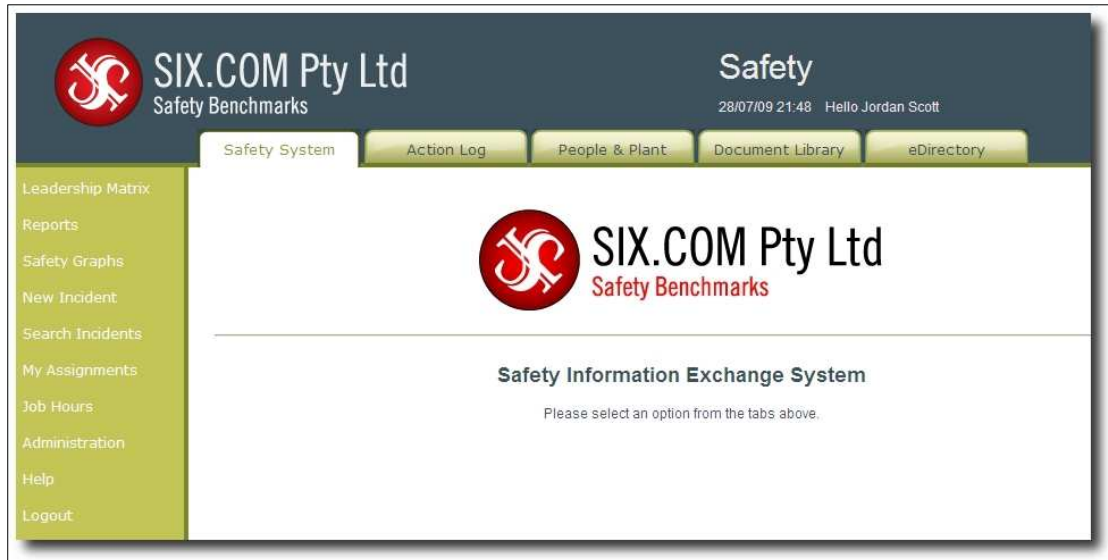 SIX.COM Pty Ltd
Safety Benchmarks
Safety
28/07/09 21:48 Hello Jordan Scott
Safety System
Action Log
People & Plant
Document Library
eDirectory
Leadership Matrix
Reports
Safety Graphs
New Incident
Search Incidents
My Assignments
Job Hours
Administration
Help
Logout
SIX.COM Pty Ltd
Safety Benchmarks
Safety Information Exchange System
Please select an option from the tabs above.